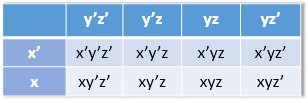 y’z’ y’z yz yz’
x’ x’y’z’ x’y’z x’yz x’yz’
x xy’z’ xy’z xyz xyz’